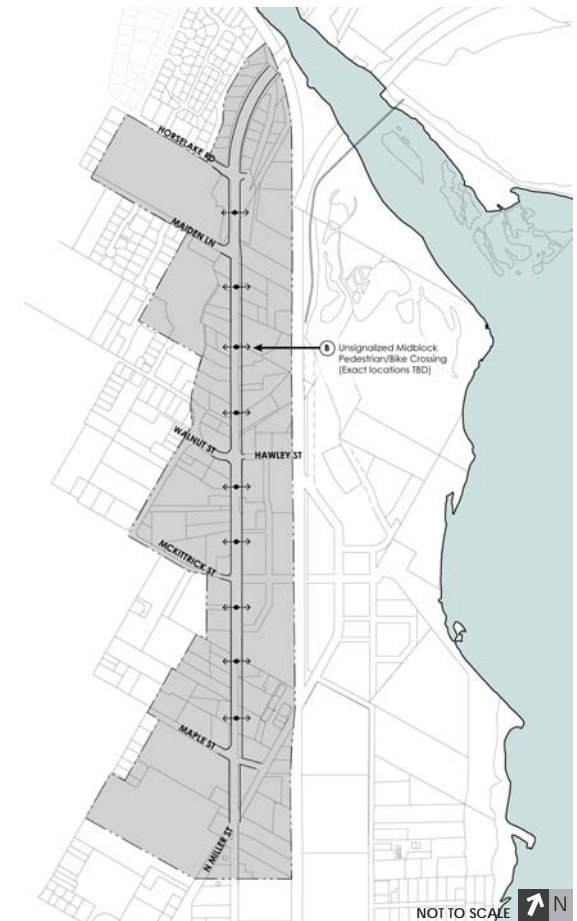 HORSELAKE RD
MAIDEN LN
B Unsignalized Midblock
Pedestrian/Bike Crossing
(Exact locations TBD)
WALNUT ST
HAWLEY ST
MCKITTRICK ST
MAPLE ST
N MILLER ST
NOT TO SCALE N